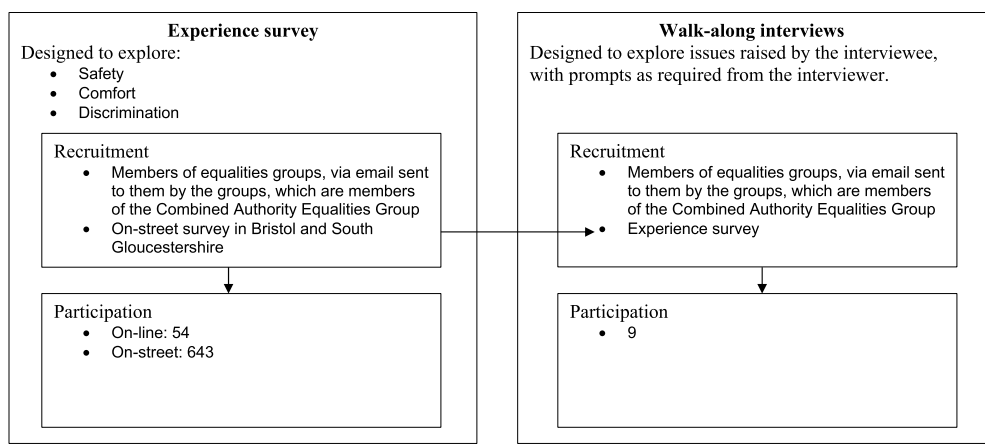 Experience survey
Designed to explore:
• Safety
• Comfort
• Discrimination
Recruitment
• Members of equalities groups, via email sent
to them by the groups, which are members
of the Combined Authority Equalities Group
• On-street survey in Bristol and South
Gloucestershire
Participation
• On-line: 54
• On-street: 643
Walk-along interviews
Designed to explore issues raised by the interviewee,
with prompts as required from the interviewer.
Recruitment
• Members of equalities groups, via email sent
to them by the groups, which are members
of the Combined Authority Equalities Group
• Experience survey
Participation
• 9